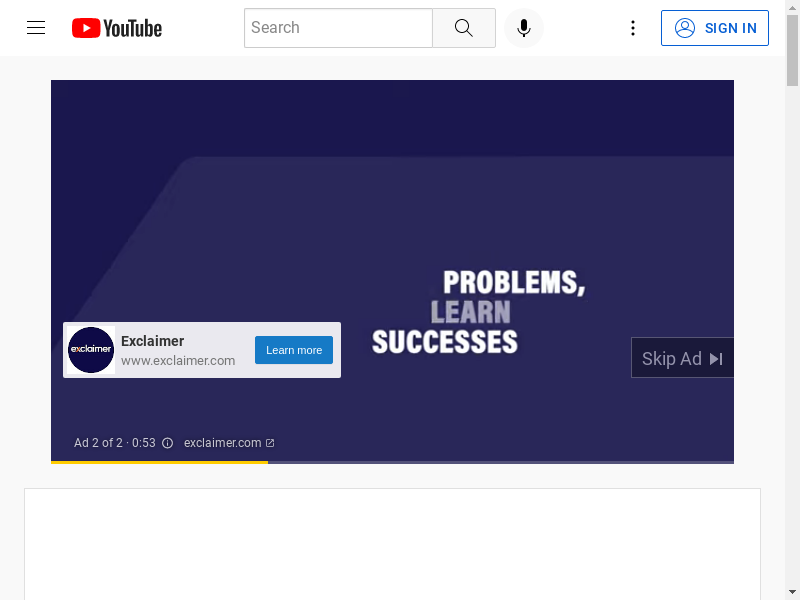 YouTube
Search
SIGN IN
PROBLEMS,
LEARN
SUCCESSES
exclaimer
Exclaimer
www.exclaimer.com
Learn more
Skip Ad
Ad 2 of 2 · 0:53
exclaimer.com